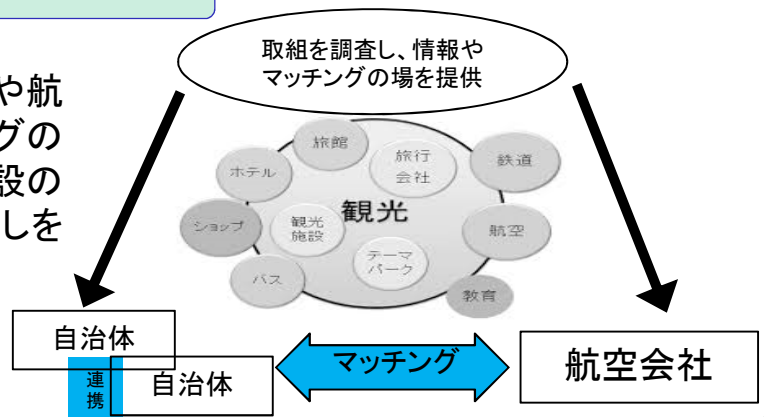 取組を調査し、情報や
マッチングの場を提供
や航
グの
設の
しを
旅館
旅行
会社
鉄道
ホテル
ショップ
観光
施設
観光
航空
テーマ
パーク
バス
教育
自治体
連携
自治体
マッチング
航空会社